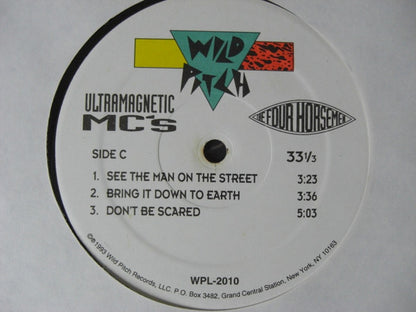 WILD
PITCH
ULTRAMAGNETIC
MC's
THE FOUR HORSEMEN
SIDE C
33 1/3
1. SEE THE MAN ON THE STREET 3:23
2. BRING IT DOWN TO EARTH 3:36
3. DON'T BE SCARED 5:03
WPL-2010
℗©1993 Wild Pitch Records, LLC. P.O. Box 3482, Grand Central Station, New York, NY 10163